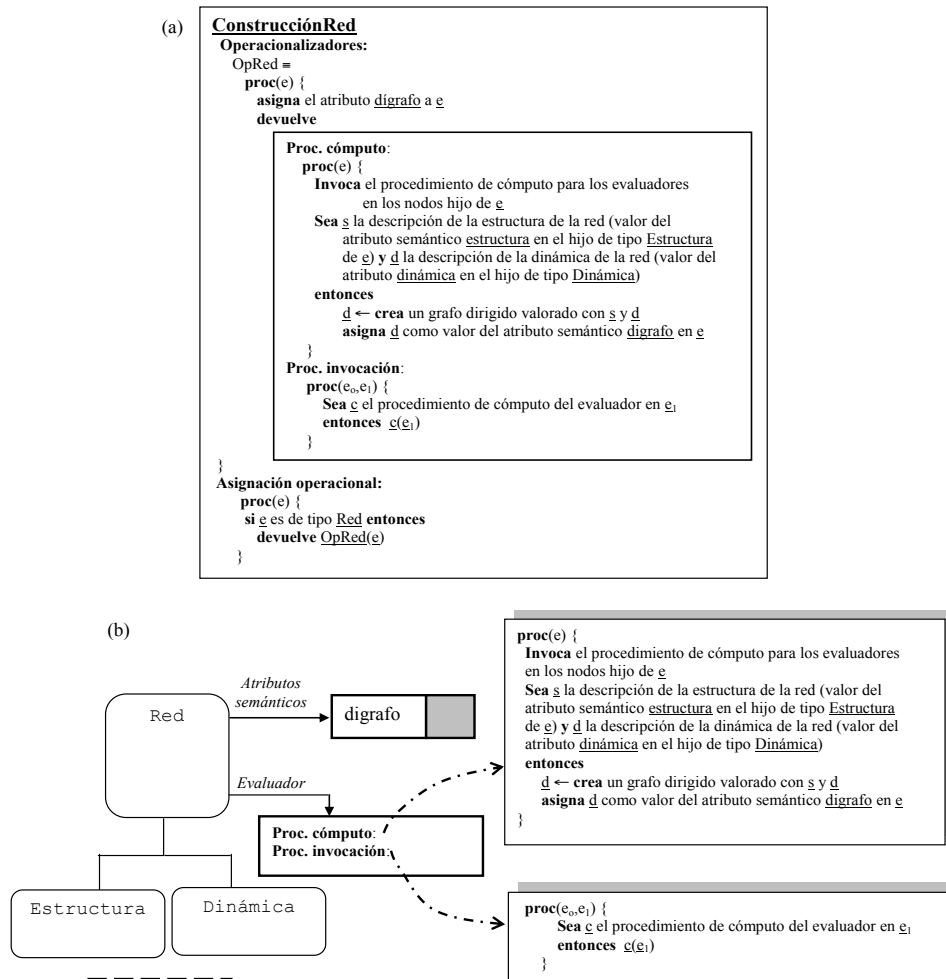 (a)
ConstrucciónRed
Operacionalizadores:
OpRed ≡
proc(e) {
asigna el atributo dígrafo a e
devuelve
Proc. cómputo:
proc(e) {
Invoca el procedimiento de cómputo para los evaluadores
en los nodos hijo de e
Sea s la descripción de la estructura de la red (valor del
atributo semántico estructura en el hijo de tipo Estructura
de e) y d la descripción de la dinámica de la red (valor del
atributo dinámica en el hijo de tipo Dinámica)
entonces
d ← crea un grafo dirigido valorado con s y d
asigna d como valor del atributo semántico digrafo en e
}
Proc. invocación:
proc(eo,e1) {
Sea c el procedimiento de cómputo del evaluador en e1
entonces c(e1)
}
}
Asignación operacional:
proc(e) {
si e es de tipo Red entonces
devuelve OpRed(e)
}
(b)
Red
Atributos
semánticos
digrafo
Evaluador
Proc. cómputo:
Proc. invocación:
Estructura
Dinámica
proc(e) {
Invoca el procedimiento de cómputo para los evaluadores
en los nodos hijo de e
Sea s la descripción de la estructura de la red (valor del
atributo semántico estructura en el hijo de tipo Estructura
de e) y d la descripción de la dinámica de la red (valor del
atributo dinámica en el hijo de tipo Dinámica)
entonces
d ← crea un grafo dirigido valorado con s y d
asigna d como valor del atributo semántico digrafo en e
}
proc(eo,e1) {
Sea c el procedimiento de cómputo del evaluador en e1
entonces c(e1)
}